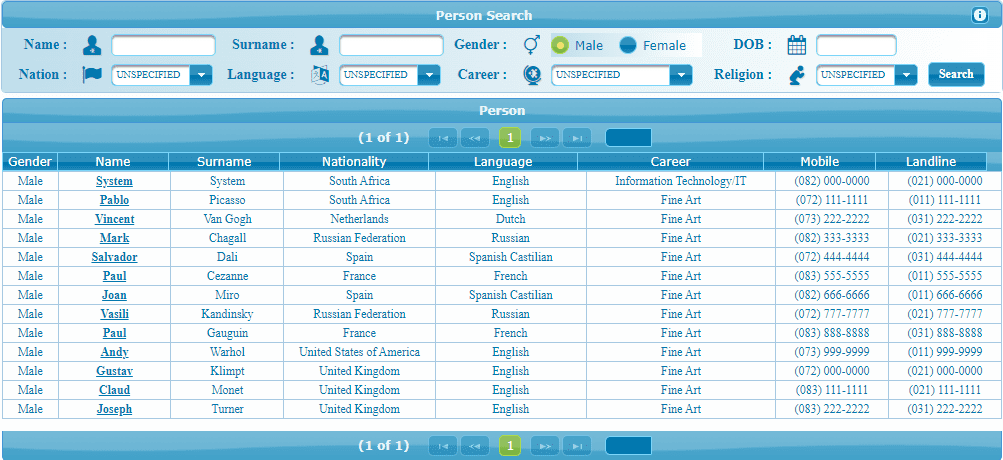 Person Search
Name : Surname : Gender : Male Female DOB :
Nation : UNSPECIFIED Language : UNSPECIFIED Career : UNSPECIFIED Religion : UNSPECIFIED Search
Person
(1 of 1) 1
Gender Name Surname Nationality Language Career Mobile Landline
Male System System South Africa English Information Technology/IT (082) 000-0000 (021) 000-0000
Male Pablo Picasso South Africa English Fine Art (072) 111-1111 (011) 111-1111
Male Vincent Van Gogh Netherlands Dutch Fine Art (073) 222-2222 (031) 222-2222
Male Mark Chagall Russian Federation Russian Fine Art (082) 333-3333 (021) 333-3333
Male Salvador Dali Spain Spanish Castilian Fine Art (072) 444-4444 (031) 444-4444
Male Paul Cezanne France French Fine Art (083) 555-5555 (011) 555-5555
Male Joan Miro Spain Spanish Castilian Fine Art (082) 666-6666 (011) 666-6666
Male Vasili Kandinsky Russian Federation Russian Fine Art (072) 777-7777 (021) 777-7777
Male Paul Gauguin France French Fine Art (083) 888-8888 (031) 888-8888
Male Andy Warhol United States of America English Fine Art (073) 999-9999 (011) 999-9999
Male Gustav Klimpt United Kingdom English Fine Art (072) 000-0000 (021) 000-0000
Male Claud Monet United Kingdom English Fine Art (083) 111-1111 (021) 111-1111
Male Joseph Turner United Kingdom English Fine Art (083) 222-2222 (031) 222-2222
(1 of 1) 1